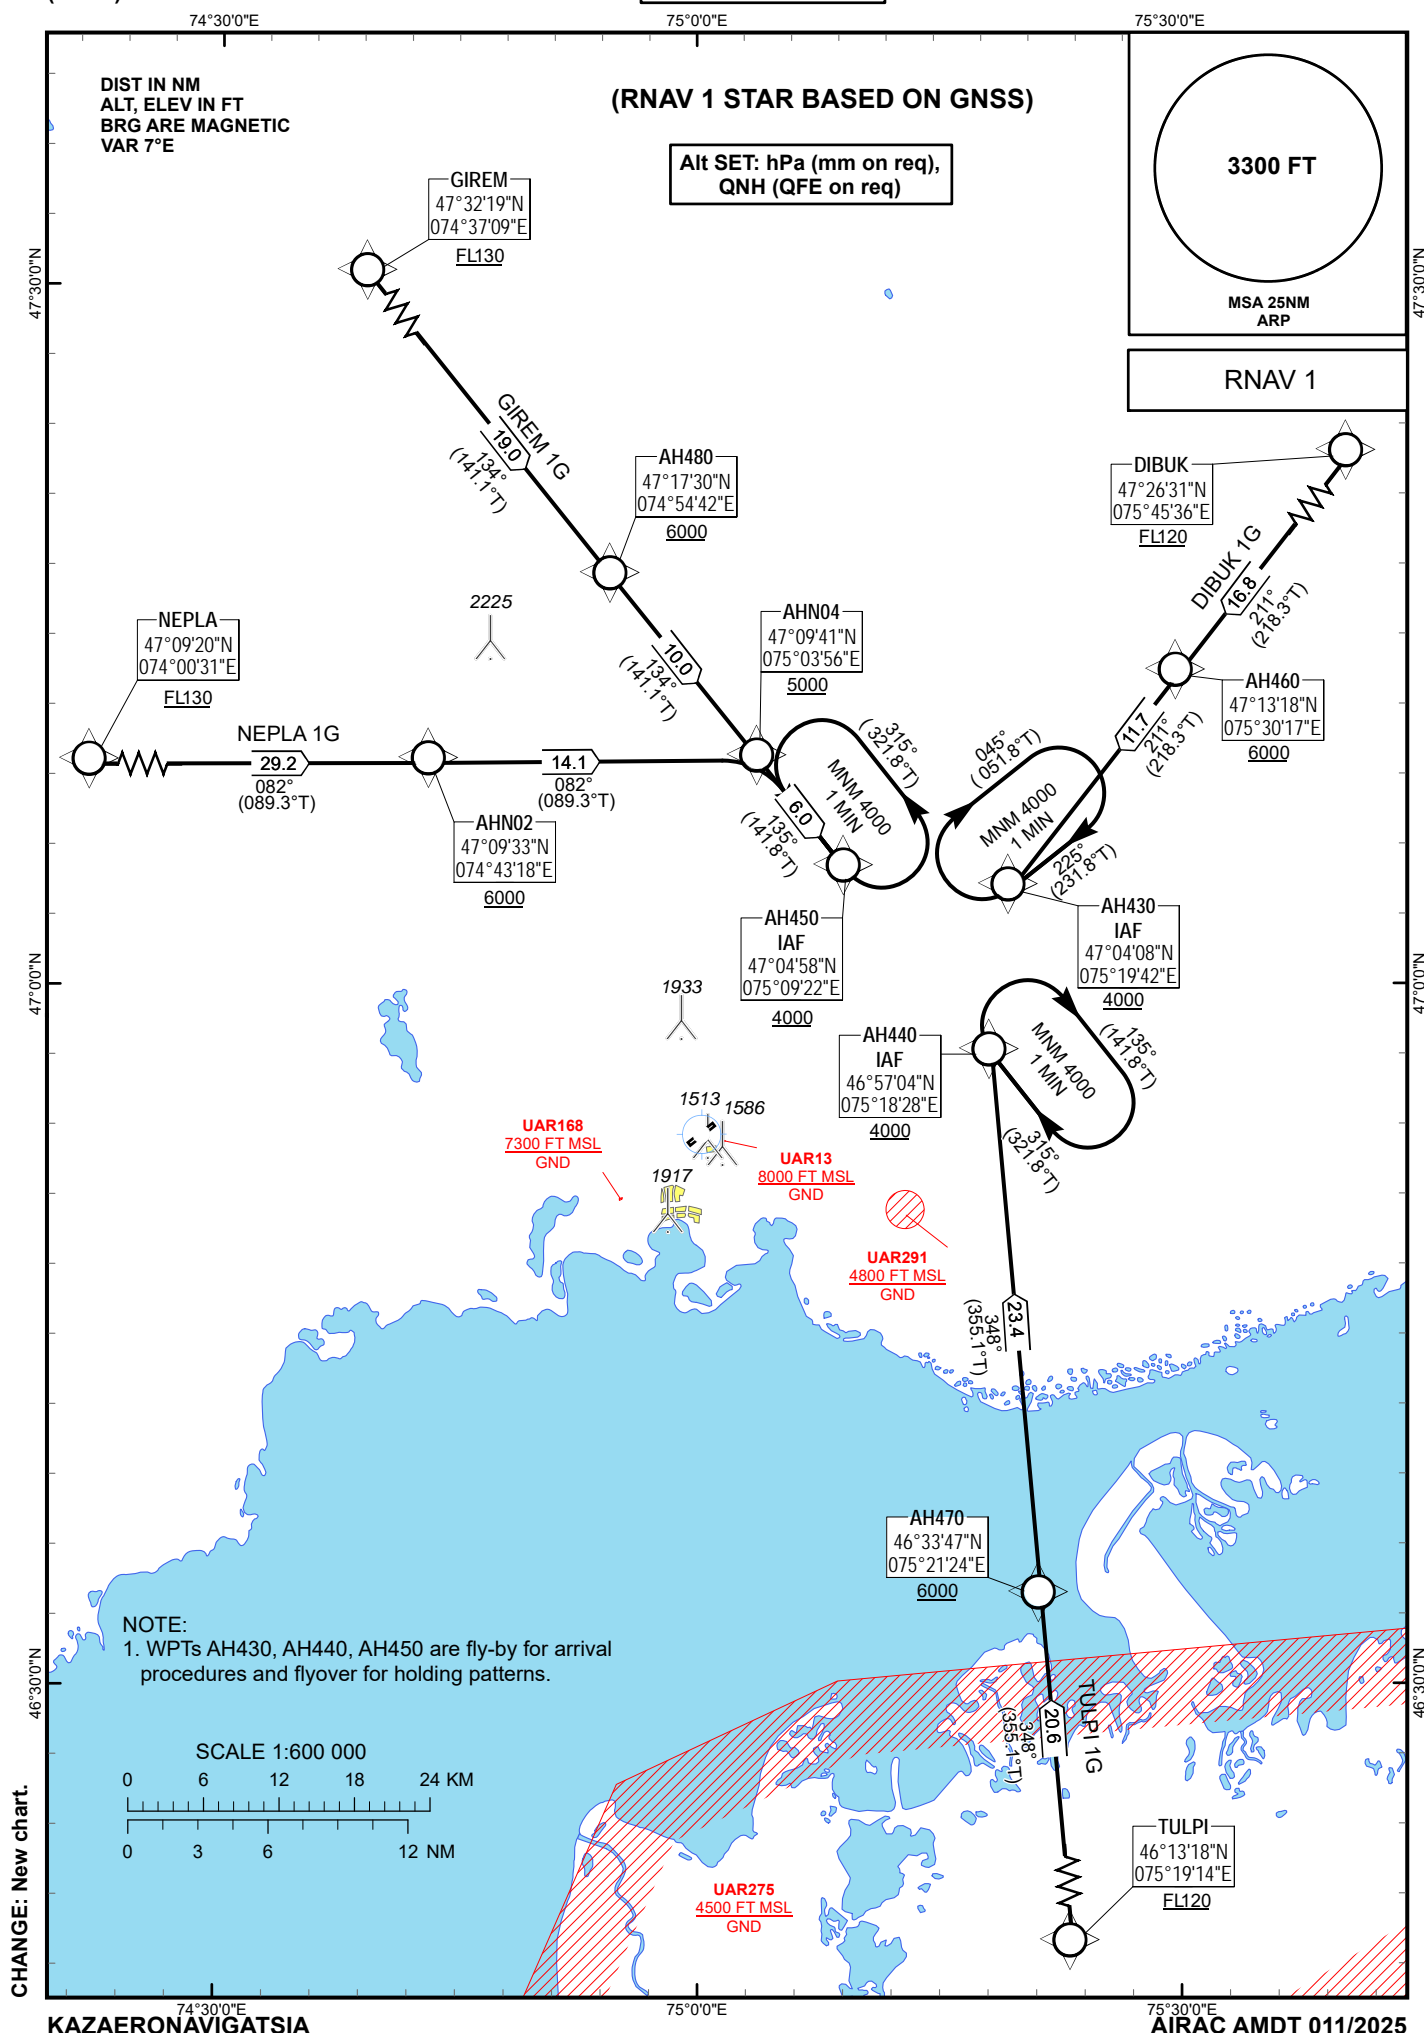 74°30'0"E
75°0'0"E
75°30'0"E
DIST IN NM
ALT, ELEV IN FT
BRG ARE MAGNETIC
VAR 7°E
(RNAV 1 STAR BASED ON GNSS)
Alt SET: hPa (mm on req),
QNH (QFE on req)
3300 FT
MSA 25NM
ARP
RNAV 1
47°30'0"N
47°30'0"N
GIREM
47°32'19"N
074°37'09"E
FL130
GIREM 1G
19.0
134°
(141.1°T)
AH480
47°17'30"N
074°54'42"E
6000
DIBUK
47°26'31"N
075°45'36"E
FL120
DIBUK 1G
16.8
211°
(218.3°T)
2225
NEPLA
47°09'20"N
074°00'31"E
FL130
NEPLA 1G
29.2
082°
(089.3°T)
10.0
134°
(141.1°T)
AHN04
47°09'41"N
075°03'56"E
5000
AH460
47°13'18"N
075°30'17"E
6000
11.7
211°
(218.3°T)
14.1
082°
(089.3°T)
AHN02
47°09'33"N
074°43'18"E
6000
6.0
135°
(141.8°T)
315°
( 321.8°T)
MNM 4000
1 MIN
045°
( 051.8°T)
MNM 4000
1 MIN
225°
(231.8°T)
AH450
IAF
47°04'58"N
075°09'22"E
4000
AH430
IAF
47°04'08"N
075°19'42"E
4000
47°0'0"N
47°0'0"N
1933
AH440
IAF
46°57'04"N
075°18'28"E
4000
135°
(141.8°T)
MNM 4000
1 MIN
315°
(321.8°T)
1513
1586
UAR168
7300 FT MSL
GND
UAR13
8000 FT MSL
GND
1917
UAR291
4800 FT MSL
GND
23.4
348°
(355.1°T)
AH470
46°33'47"N
075°21'24"E
6000
NOTE:
1. WPTs AH430, AH440, AH450 are fly-by for arrival
procedures and flyover for holding patterns.
46°30'0"N
46°30'0"N
TULPI 1G
20.6
348°
(355.1°T)
SCALE 1:600 000
0 6 12 18 24 KM
0 3 6 12 NM
TULPI
46°13'18"N
075°19'14"E
FL120
UAR275
4500 FT MSL
GND
CHANGE: New chart.
74°30'0"E
75°0'0"E
75°30'0"E
KAZAERONAVIGATSIA
AIRAC AMDT 011/2025